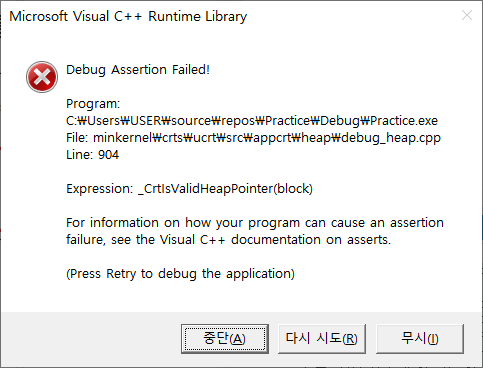 Microsoft Visual C++ Runtime Library
Debug Assertion Failed!
Program:
C:₩Users₩USER₩source₩repos₩Practice₩Debug₩Practice.exe
File: minkernel₩crts₩ucrt₩src₩appcrt₩heap₩debug_heap.cpp
Line: 904
Expression: _CrtIsValidHeapPointer(block)
For information on how your program can cause an assertion
failure, see the Visual C++ documentation on asserts.
(Press Retry to debug the application)
중단(A) 다시 시도(R) 무시(I)